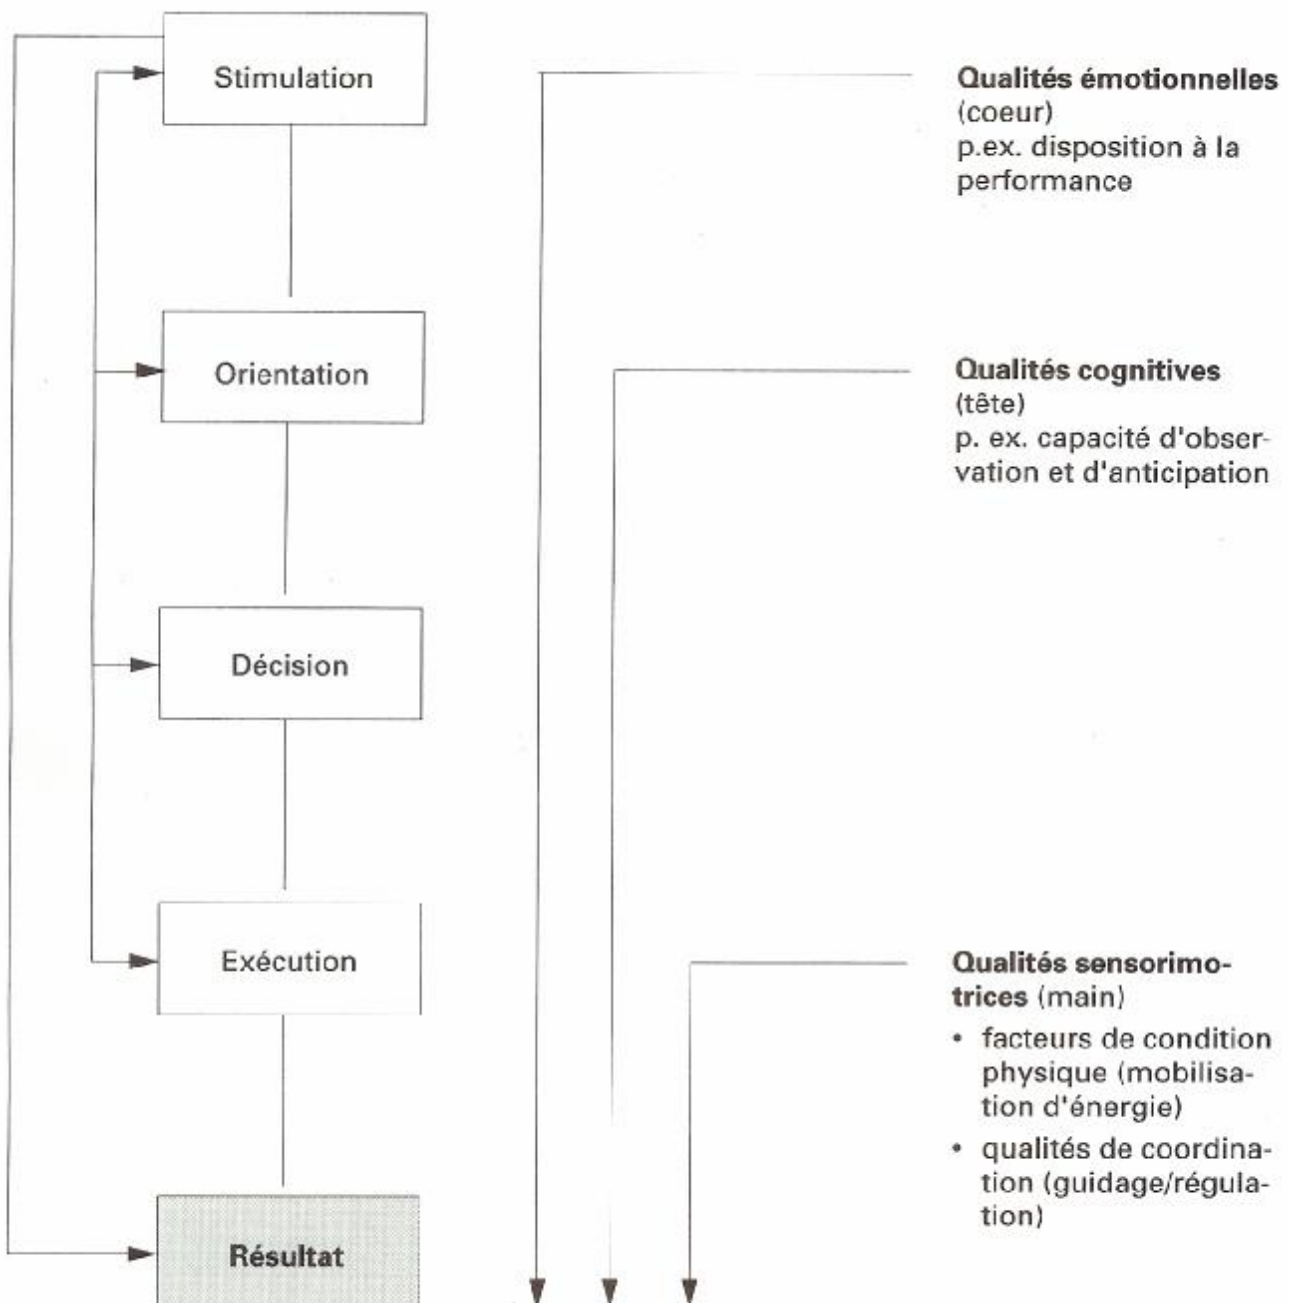 Stimulation
Qualités émotionnelles
(coeur)
p.ex. disposition à la
performance
Orientation
Qualités cognitives
(tête)
p. ex. capacité d'obser-
vation et d'anticipation
Décision
Exécution
Qualités sensorimo-
trices (main)
• facteurs de condition
physique (mobilisa-
tion d'énergie)
• qualités de coordina-
tion (guidage/régula-
tion)
Résultat